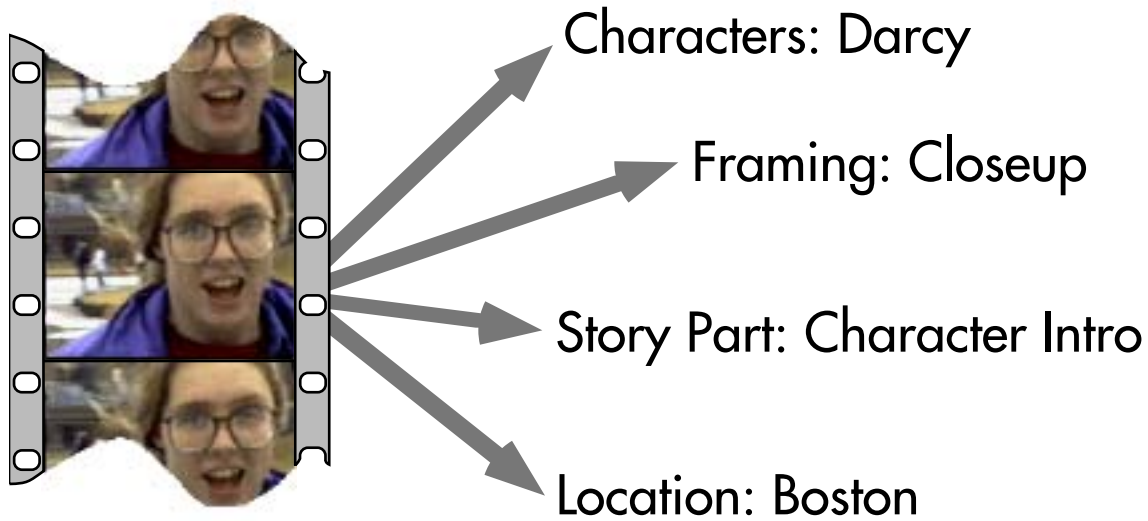 Characters: Darcy
Framing: Closeup
Story Part: Character Intro
Location: Boston